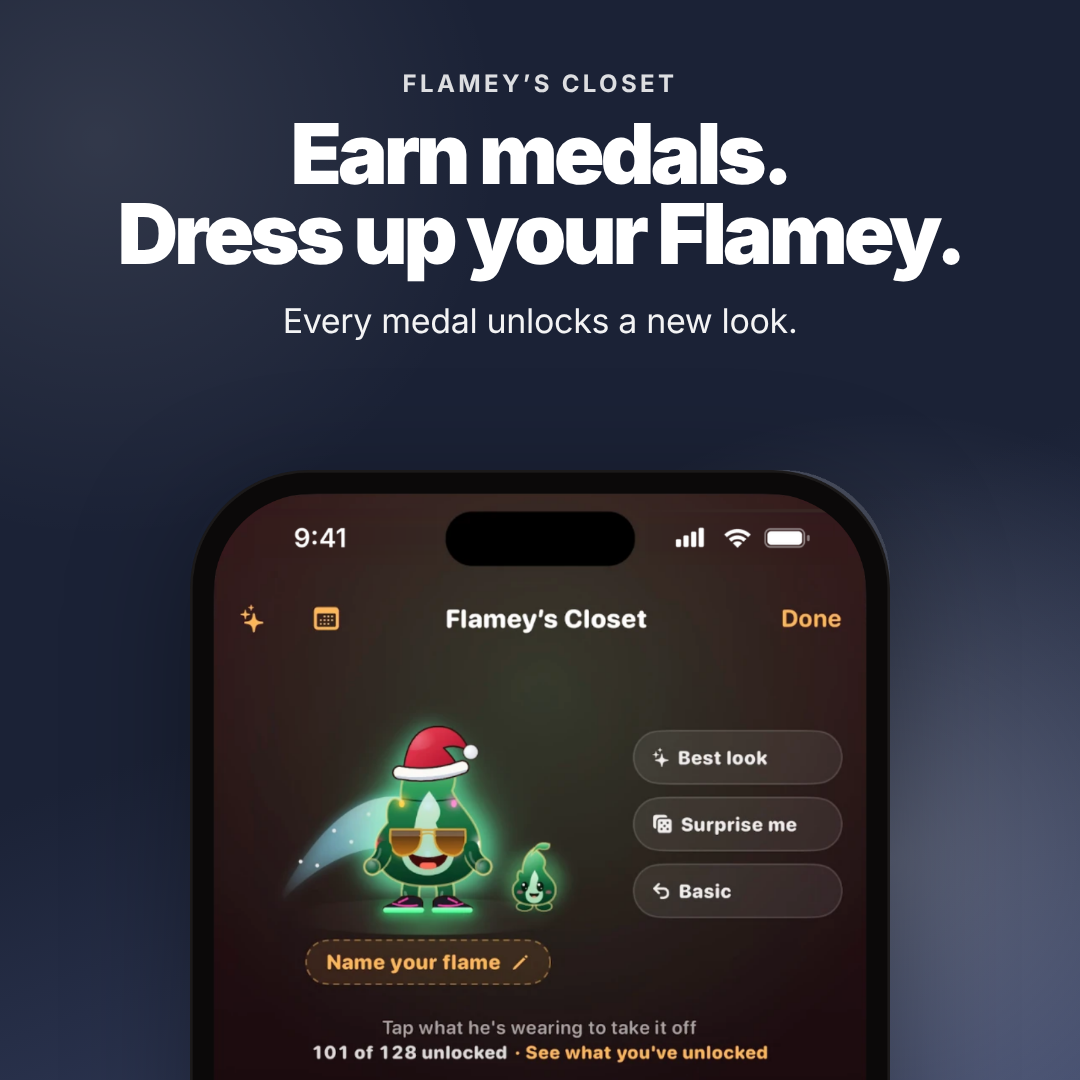 FLAMEY’S CLOSET
Earn medals.
Dress up your Flamey.
Every medal unlocks a new look.
9:41
Flamey’s Closet
Done
Best look
Surprise me
Basic
Name your flame
Tap what he's wearing to take it off
101 of 128 unlocked · See what you've unlocked